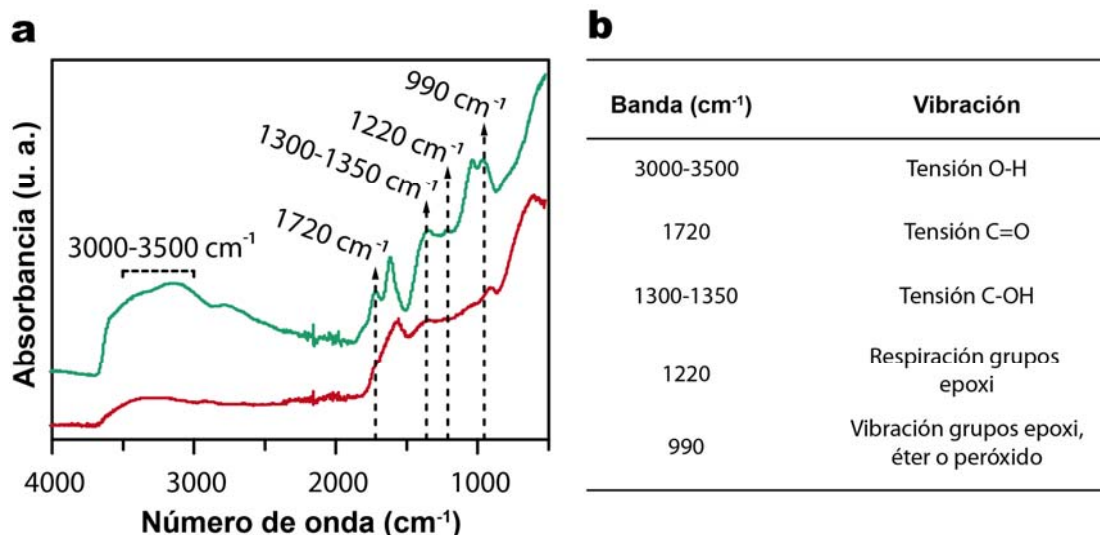 a
Absorbancia (u. a.)
3000-3500 cm⁻¹
1720 cm⁻¹
1300-1350 cm⁻¹
1220 cm⁻¹
990 cm⁻¹
4000 3000 2000 1000
Número de onda (cm⁻¹)
b
Banda (cm⁻¹) Vibración
3000-3500 Tensión O-H
1720 Tensión C=O
1300-1350 Tensión C-OH
1220 Respiración grupos
epoxi
990 Vibración grupos epoxi,
éter o peróxido